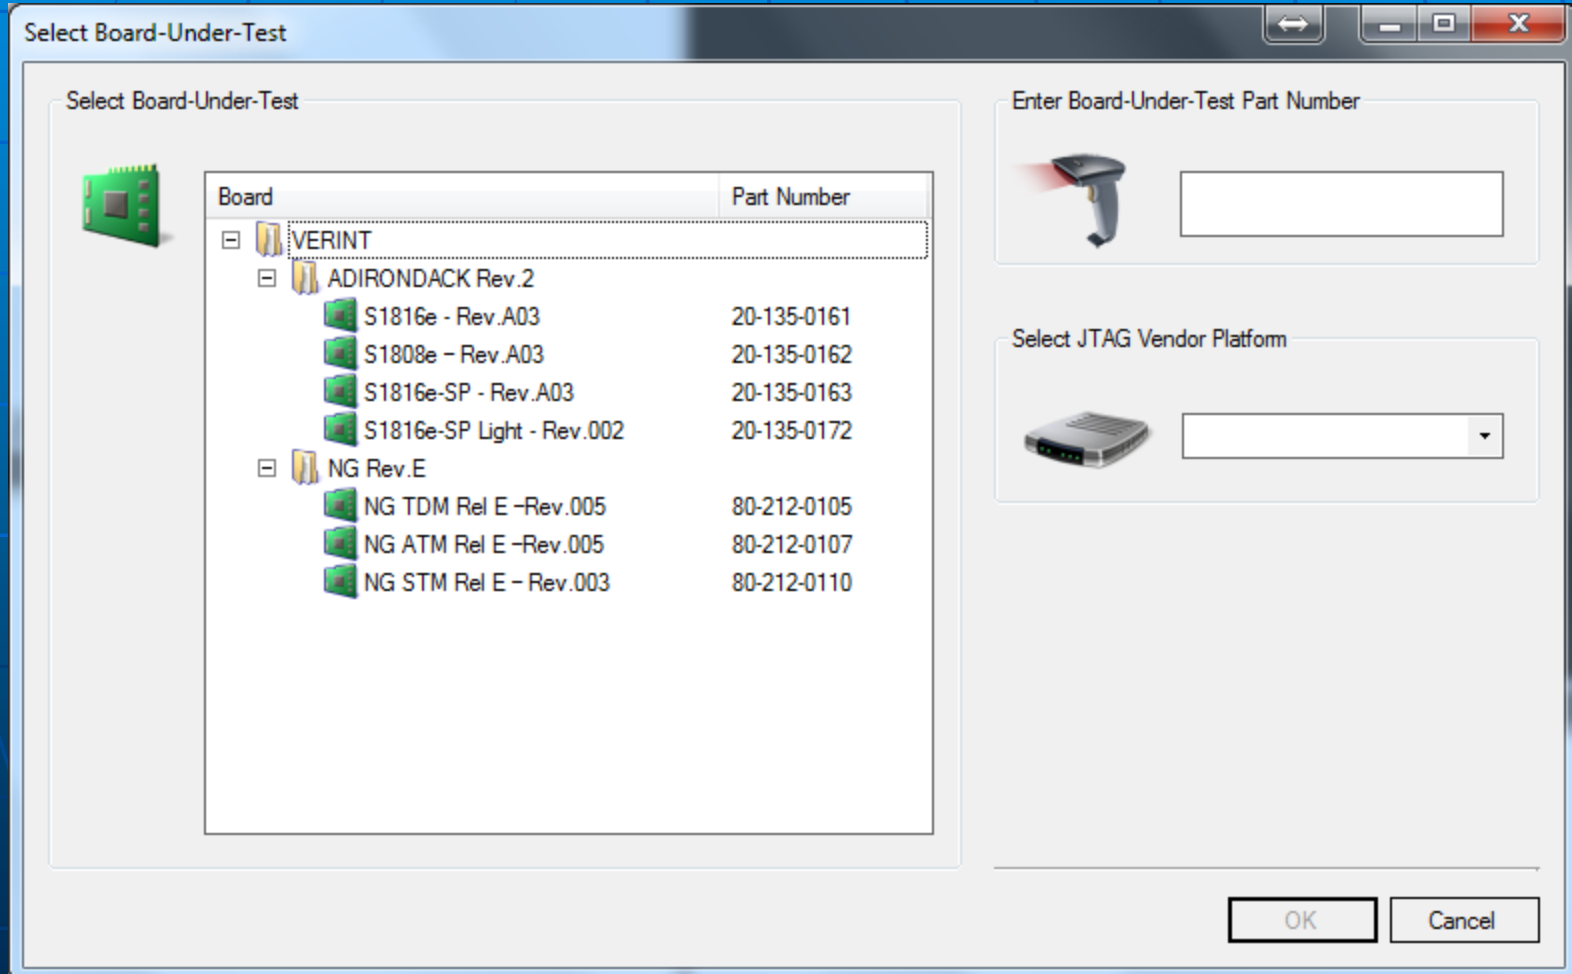 Select Board-Under-Test
Select Board-Under-Test
Board Part Number
VERINT
ADIRONDACK Rev.2
S1816e - Rev.A03 20-135-0161
S1808e – Rev.A03 20-135-0162
S1816e-SP - Rev.A03 20-135-0163
S1816e-SP Light - Rev.002 20-135-0172
NG Rev.E
NG TDM Rel E –Rev.005 80-212-0105
NG ATM Rel E –Rev.005 80-212-0107
NG STM Rel E – Rev.003 80-212-0110
Enter Board-Under-Test Part Number
Select JTAG Vendor Platform
OK Cancel